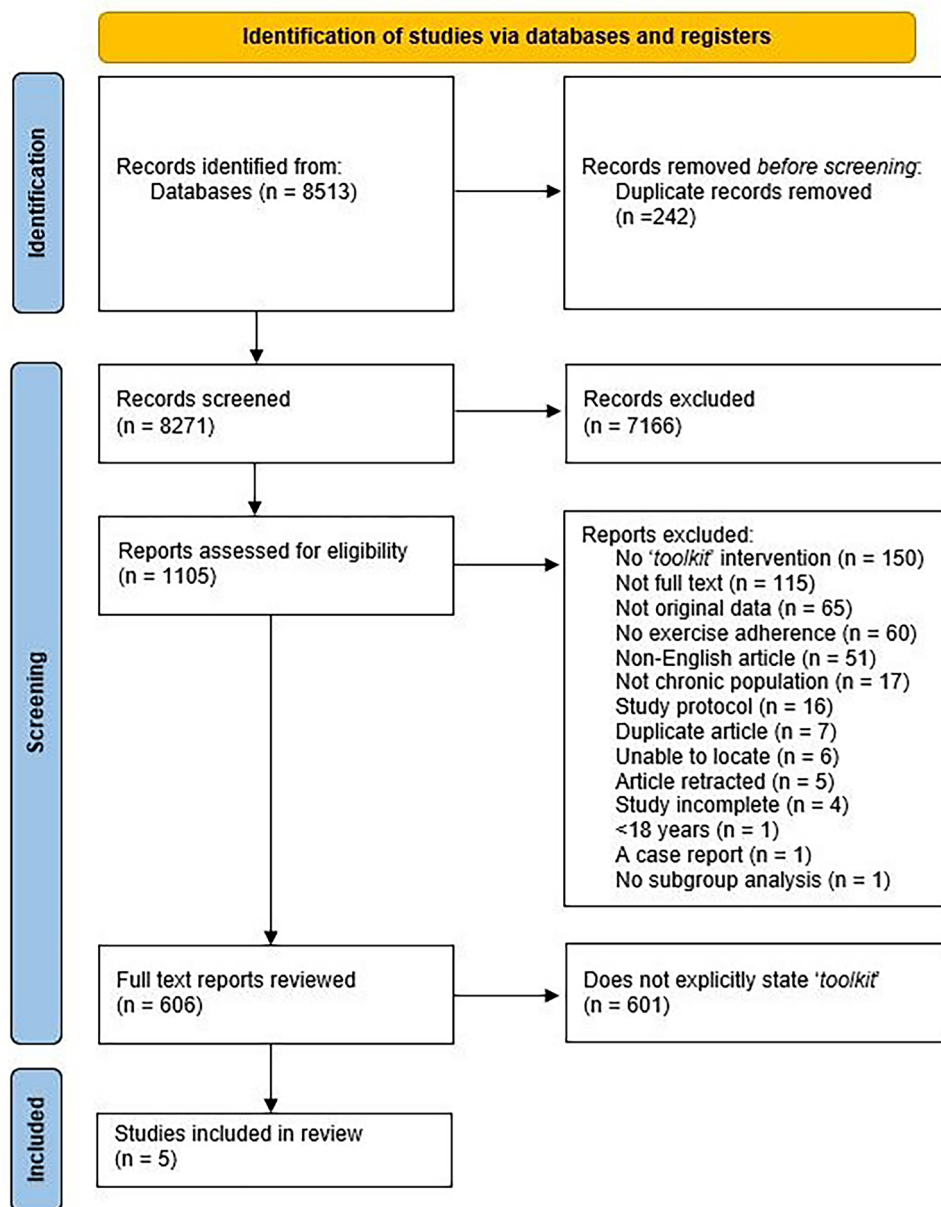 Identification of studies via databases and registers
Identification
Records identified from:
Databases (n = 8513)
Records removed before screening:
Duplicate records removed
(n =242)
Screening
Records screened
(n = 8271)
Records excluded
(n = 7166)
Reports assessed for eligibility
(n = 1105)
Reports excluded:
No ‘toolkit’ intervention (n = 150)
Not full text (n = 115)
Not original data (n = 65)
No exercise adherence (n = 60)
Non-English article (n = 51)
Not chronic population (n = 17)
Study protocol (n = 16)
Duplicate article (n = 7)
Unable to locate (n = 6)
Article retracted (n = 5)
Study incomplete (n = 4)
<18 years (n = 1)
A case report (n = 1)
No subgroup analysis (n = 1)
Full text reports reviewed
(n = 606)
Does not explicitly state ‘toolkit’
(n = 601)
Included
Studies included in review
(n = 5)